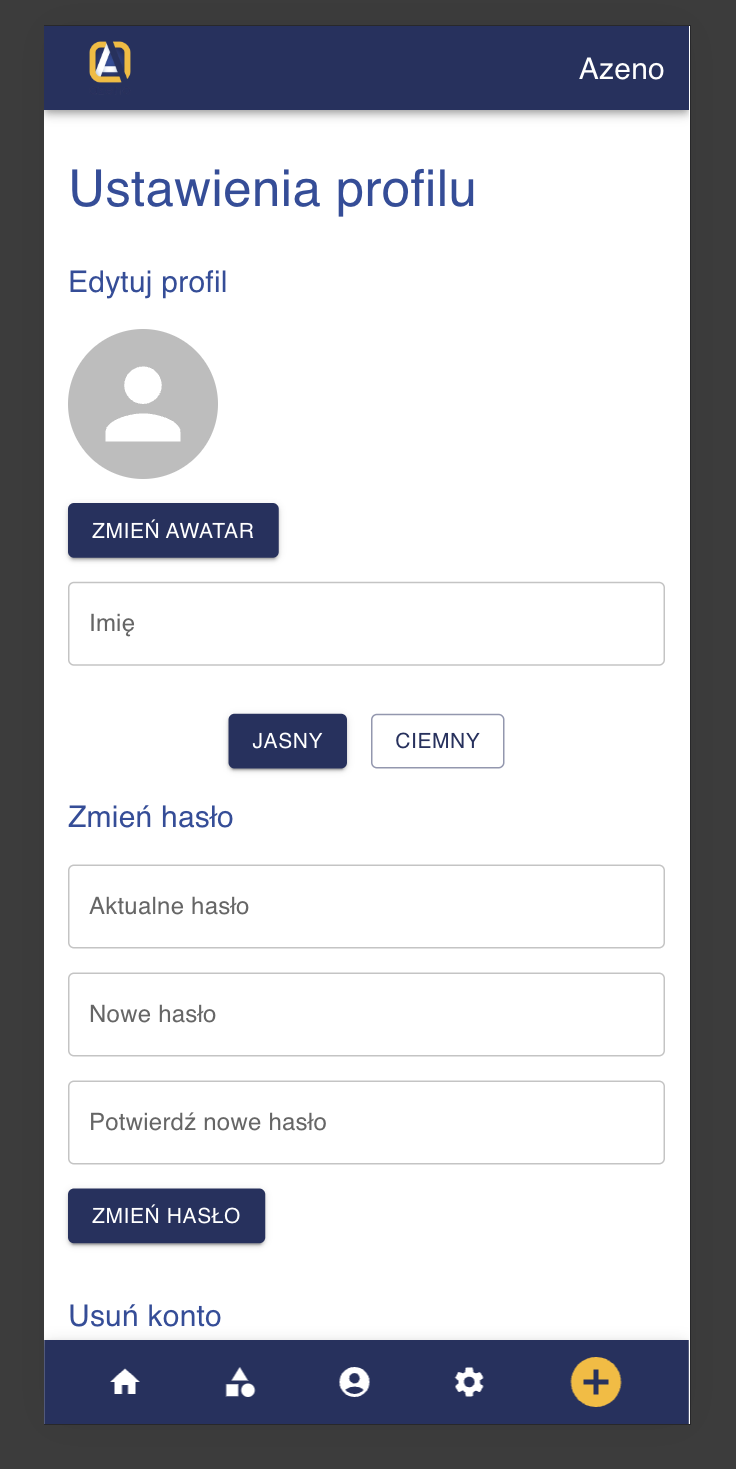 Azeno
Ustawienia profilu
Edytuj profil
ZMIEŃ AWATAR
Imię
JASNY CIEMNY
Zmień hasło
Aktualne hasło
Nowe hasło
Potwierdź nowe hasło
ZMIEŃ HASŁO
Usuń konto